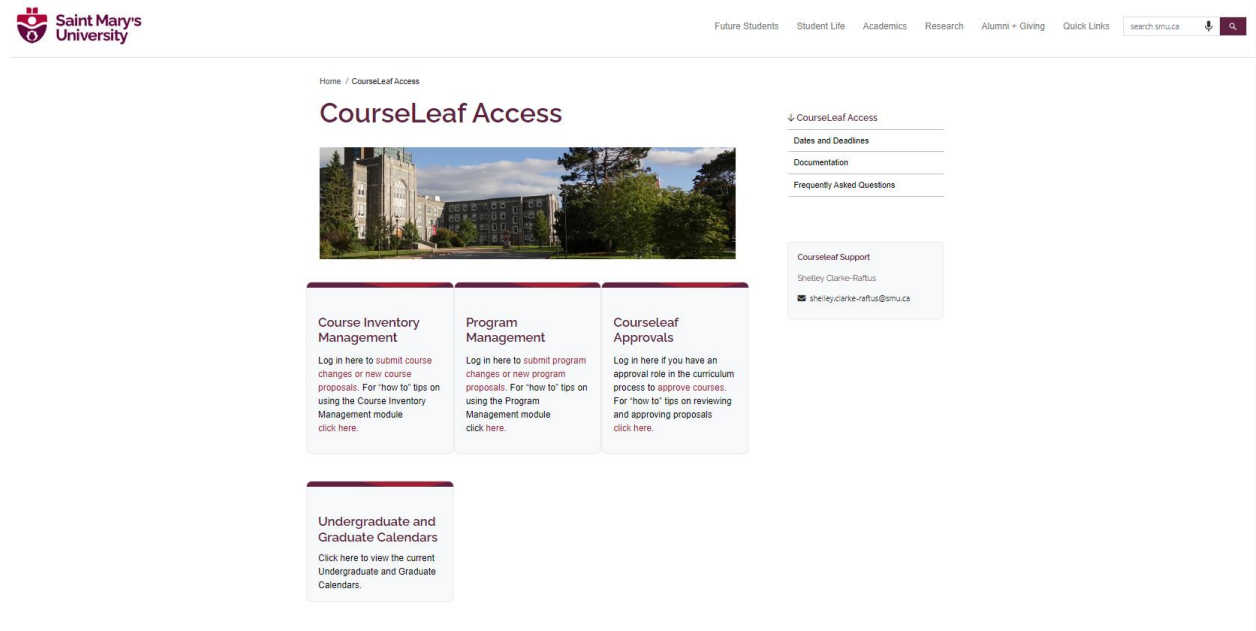 Saint Mary's
University
Future Students Student Life Academics Research Alumni + Giving Quick Links search smu.ca
Home / CourseLeaf Access
CourseLeaf Access
CourseLeaf Access
Dates and Deadlines
Documentation
Frequently Asked Questions
Courseleaf Support
Shelley Clarke-Raftus
shelley.clarke-raftus@smu.ca
Course Inventory
Management
Log in here to submit course
changes or new course
proposals. For "how to" tips on
using the Course Inventory
Management module
click here.
Program
Management
Log in here to submit program
changes or new program
proposals. For "how to" tips on
using the Program
Management module
click here.
Courseleaf
Approvals
Log in here if you have an
approval role in the curriculum
process to approve courses.
For "how to" tips on reviewing
and approving proposals
click here.
Undergraduate and
Graduate Calendars
Click here to view the current
Undergraduate and Graduate
Calendars.